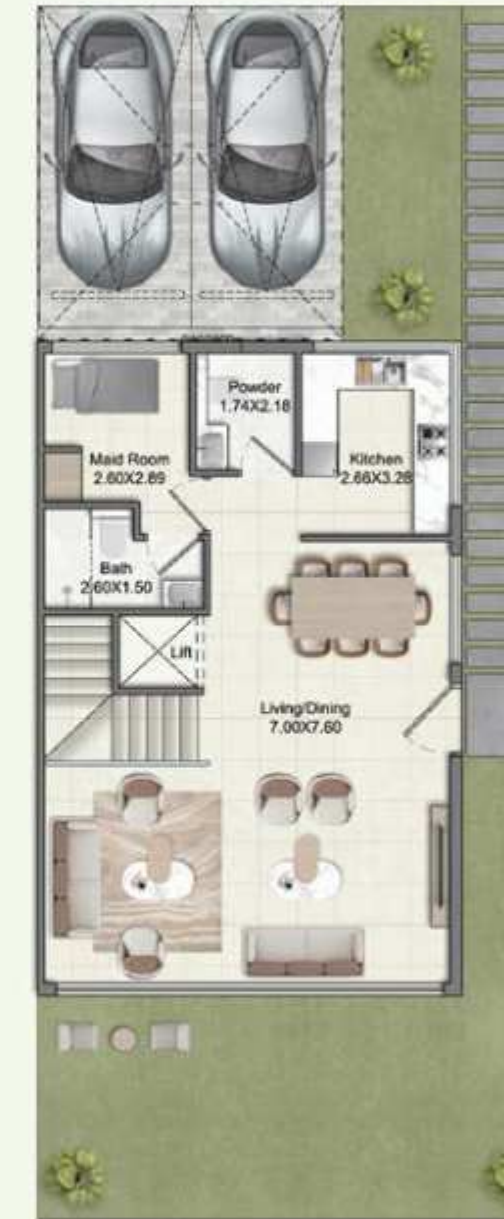 Powder
1.74X2.18
Maid Room
2.60X2.89
Kitchen
2.66X3.28
Bath
2.60X1.50
Lift
Living/Dining
7.00X7.60